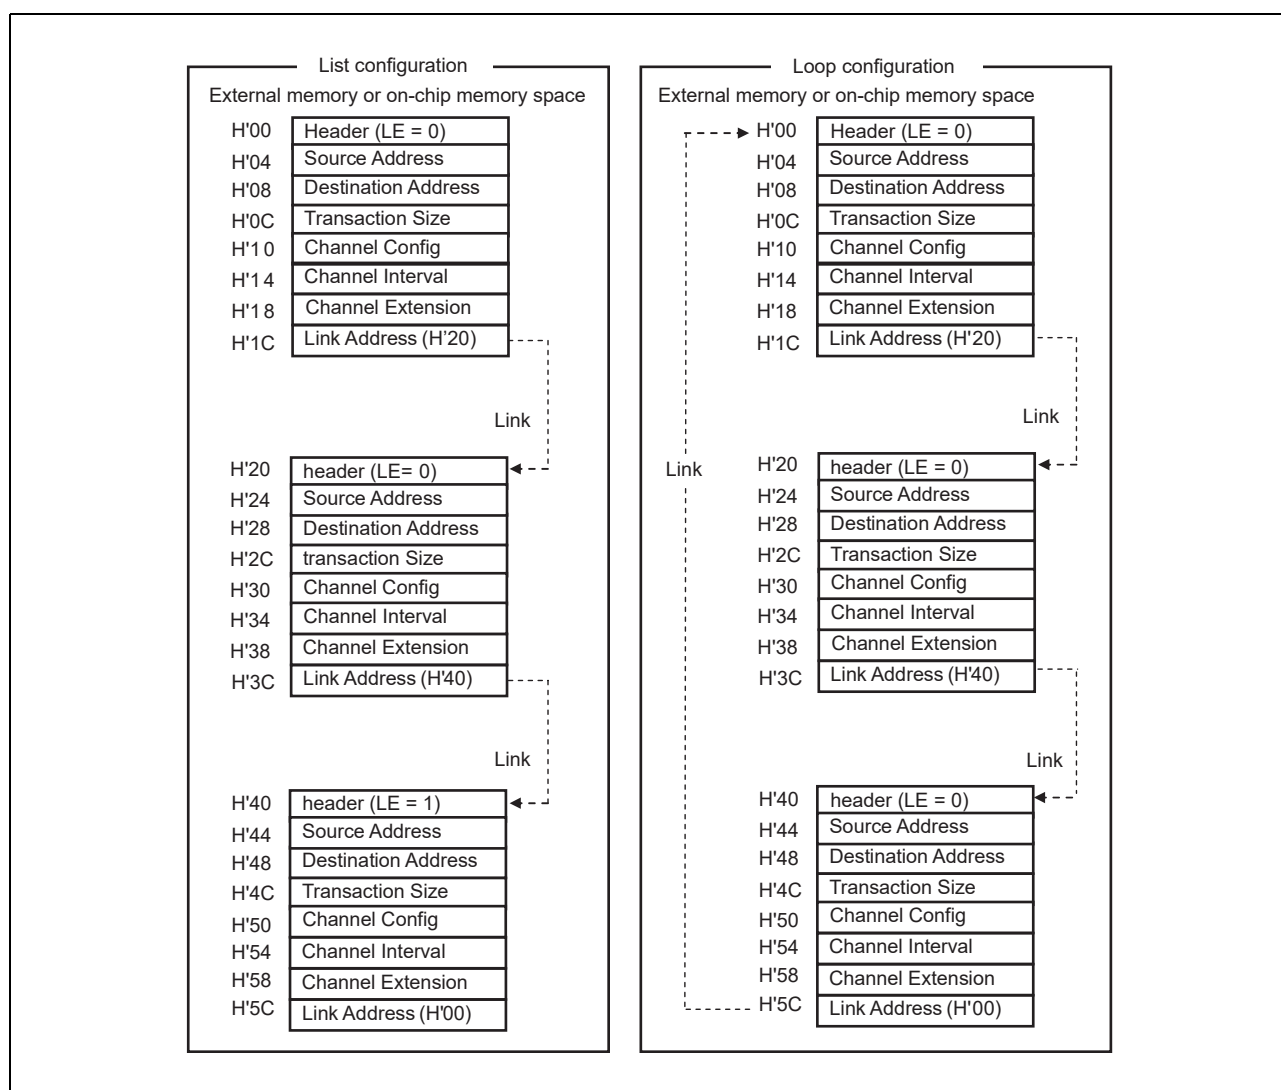 List configuration
External memory or on-chip memory space
H'00 Header (LE = 0)
H'04 Source Address
H'08 Destination Address
H'0C Transaction Size
H'1 0 Channel Config
H'1 4 Channel Interval
H'1 8 Channel Extension
H'1C Link Address (H’20)
Link
H'20 header (LE= 0)
H'24 Source Address
H'28 Destination Address
H'2C transaction Size
H'30 Channel Config
H'34 Channel Interval
H'38 Channel Extension
H'3C Link Address (H'40)
Link
H'40 header (LE = 1)
H'44 Source Address
H'48 Destination Address
H'4C Transaction Size
H'50 Channel Config
H'54 Channel Interval
H'58 Channel Extension
H'5C Link Address (H'00)
Loop configuration
External memory or on-chip memory space
H'00 Header (LE = 0)
H'04 Source Address
H'08 Destination Address
H'0C Transaction Size
H'10 Channel Config
H'14 Channel Interval
H'18 Channel Extension
H'1C Link Address (H'20)
Link
H'20 header (LE = 0)
Link
H'24 Source Address
H'28 Destination Address
H'2C Transaction Size
H'30 Channel Config
H'34 Channel Interval
H'38 Channel Extension
H'3C Link Address (H'40)
Link
H'40 header (LE = 0)
H'44 Source Address
H'48 Destination Address
H'4C Transaction Size
H'50 Channel Config
H'54 Channel Interval
H'58 Channel Extension
H'5C Link Address (H'00)